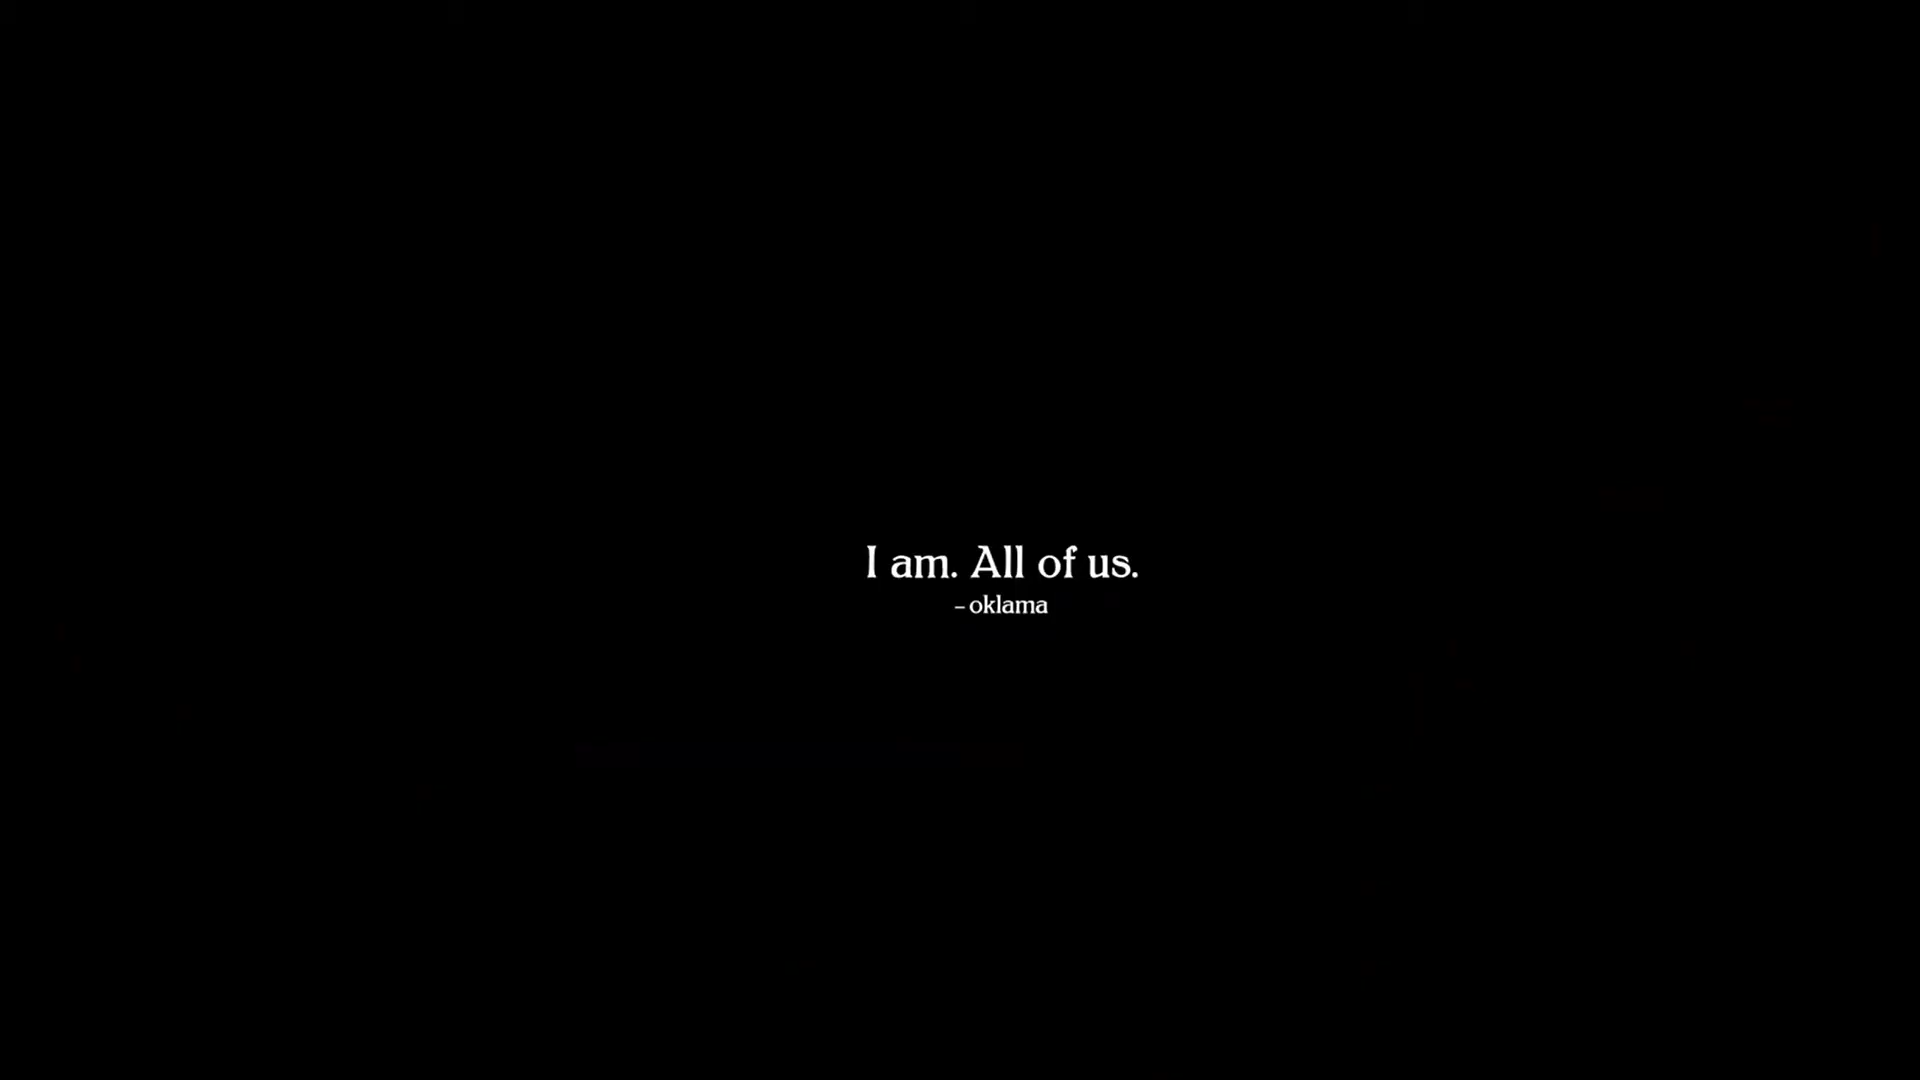 I am. All of us.
– oklama